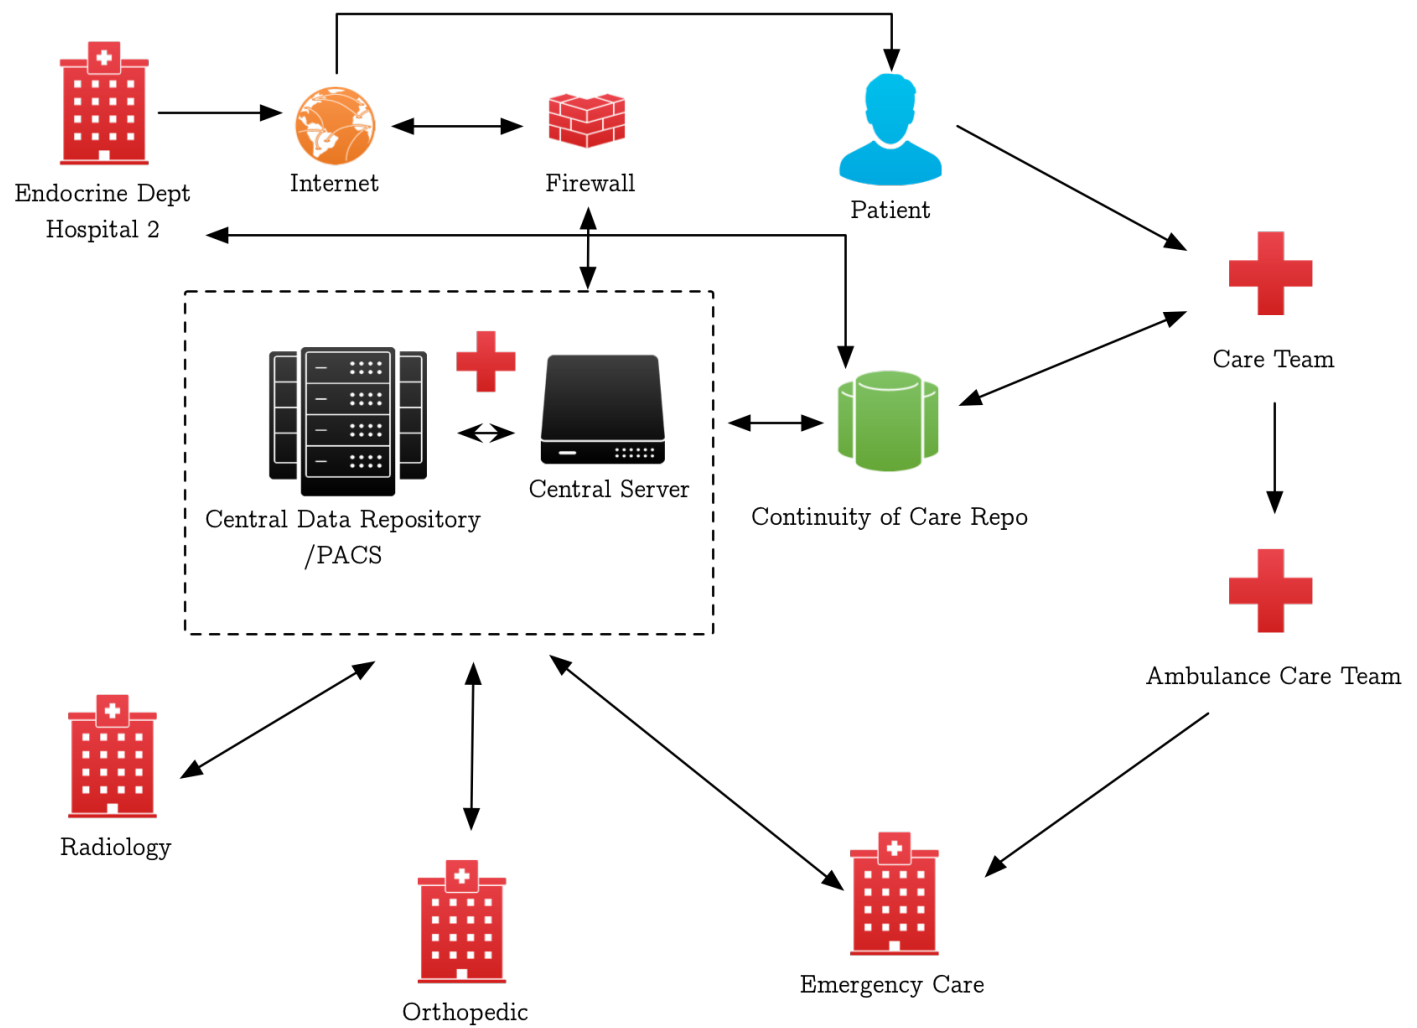 Endocrine Dept
Hospital 2
Internet
Firewall
Patient
Care Team
Central Server
Central Data Repository
/PACS
Continuity of Care Repo
Ambulance Care Team
Radiology
Emergency Care
Orthopedic